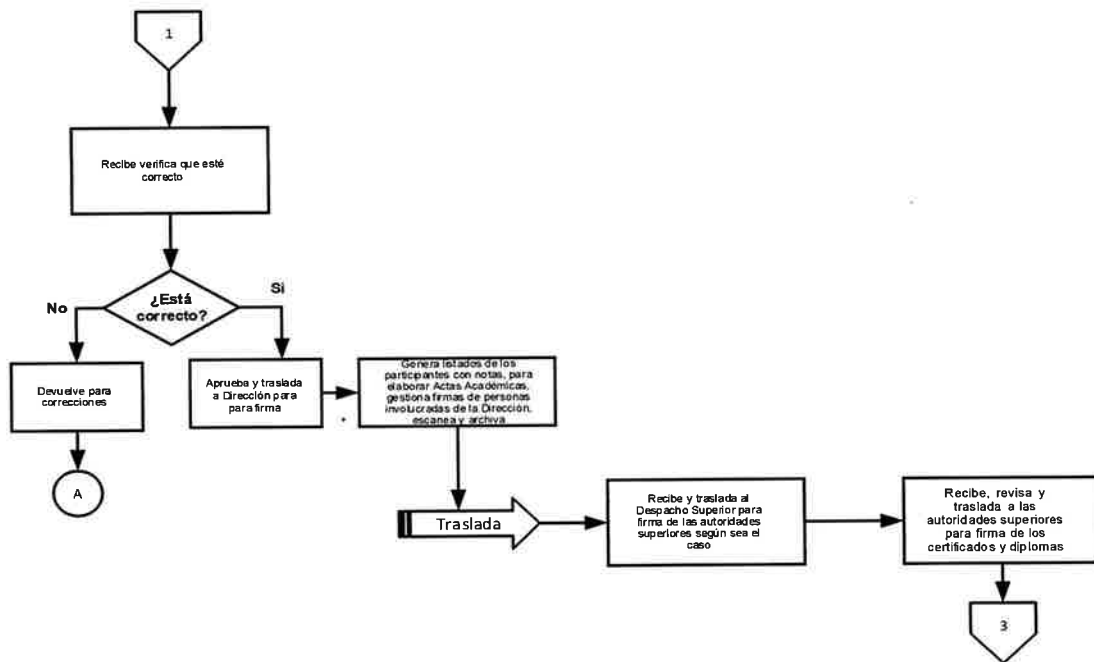 1
Recibe verifica que esté
correcto
¿Está
correcto?
No
Si
Devuelve para
correcciones
A
Aprueba y traslada
a Dirección para
para firma
Genera listados de los
participantes con notas, para
elaborar Actas Académicas,
gestiona firmas de personas
involucradas de la Dirección,
escanea y archiva
Traslada
Recibe y traslada al
Despacho Superior para
firma de las autoridades
superiores según sea el
caso
Recibe, revisa y
traslada a las
autoridades superiores
para firma de los
certificados y diplomas
3